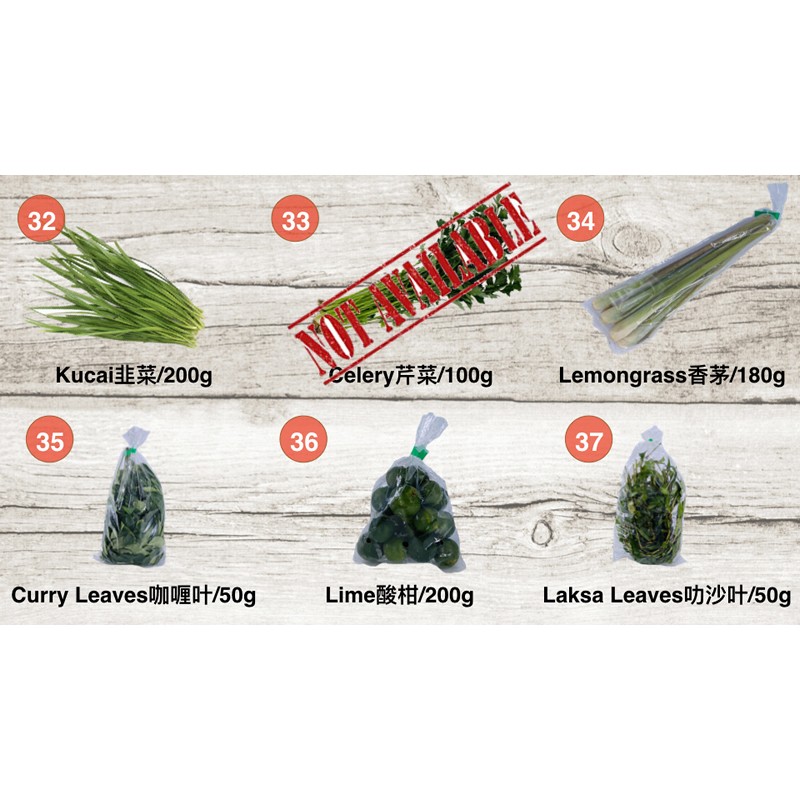 32
33
34
NOT AVAILABLE
Kucai韭菜/200g
Celery芹菜/100g
Lemongrass香茅/180g
35
36
37
Curry Leaves咖喱叶/50g
Lime酸柑/200g
Laksa Leaves叻沙叶/50g